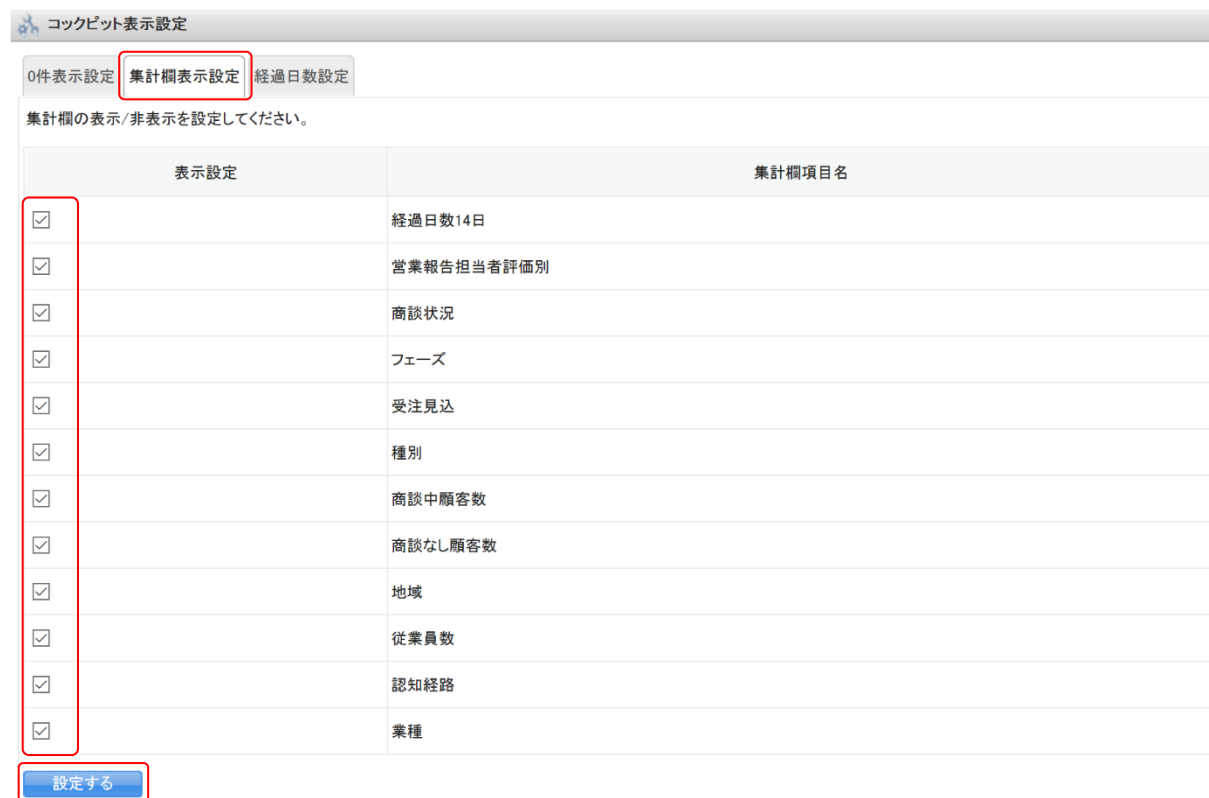 コックピット表示設定
0件表示設定 集計欄表示設定 経過日数設定
集計欄の表示/非表示を設定してください。
表示設定 集計欄項目名
経過日数14日
営業報告担当者評価別
商談状況
フェーズ
受注見込
種別
商談中顧客数
商談なし顧客数
地域
従業員数
認知経路
業種
設定する